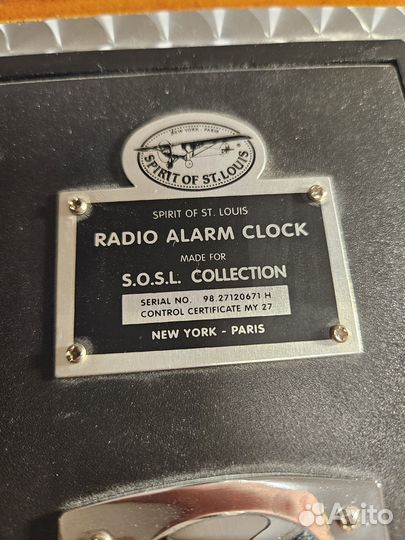 NEW YORK - PARIS
SPIRIT OF ST. LOUIS®
SPIRIT OF ST. LOUIS
RADIO ALARM CLOCK
MADE FOR
S.O.S.L. COLLECTION
SERIAL NO. 98.27120671 H
CONTROL CERTIFICATE MY 27
NEW YORK - PARIS
Avito